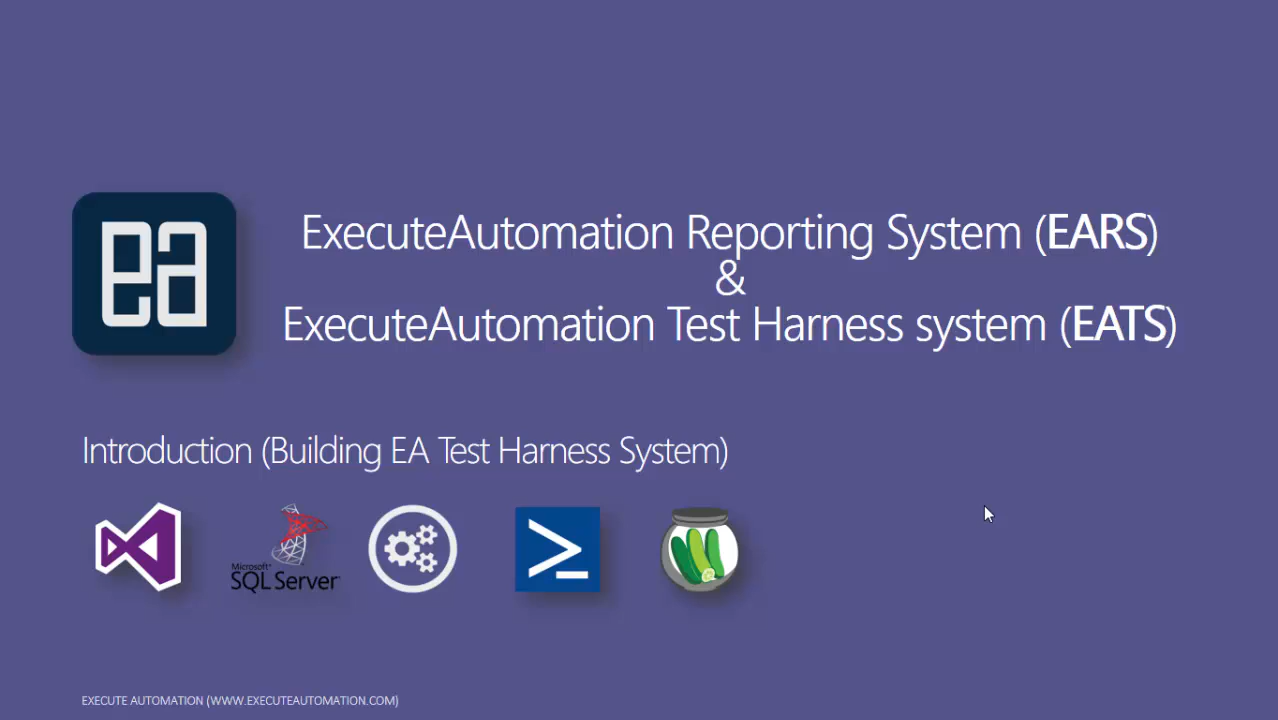 ea
ExecuteAutomation Reporting System (EARS)
&
ExecuteAutomation Test Harness system (EATS)
Introduction (Building EA Test Harness System)
Microsoft
SQL Server
EXECUTE AUTOMATION (WWW.EXECUTEAUTOMATION.COM)